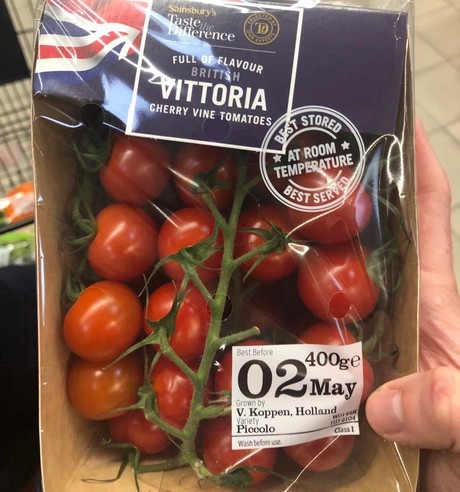 Sainsbury's
Taste the
Difference
FULL OF FLAVOUR
BRITISH
VITTORIA
CHERRY VINE TOMATOES
BEST STORED
AT ROOM
TEMPERATURE
BEST SERVED
Best Before
400g e
02 May
Grown by
V. Koppen, Holland
Variety
Piccolo
Class 1
Wash before use.